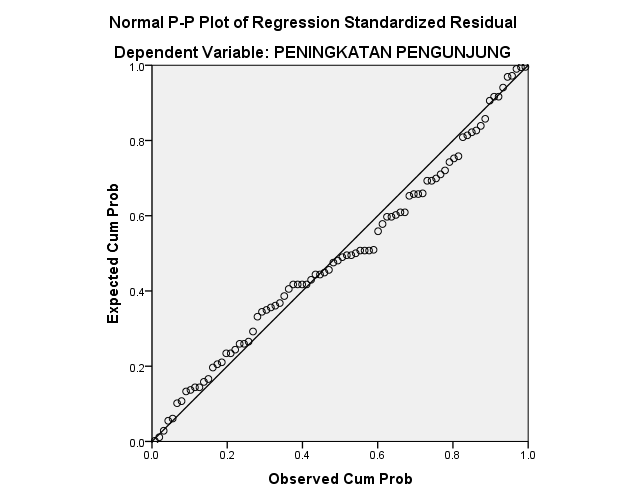 Normal P-P Plot of Regression Standardized Residual
Dependent Variable: PENINGKATAN PENGUNJUNG
Expected Cum Prob
1.0
0.8
0.6
0.4
0.2
0.0
0.0 0.2 0.4 0.6 0.8 1.0
Observed Cum Prob